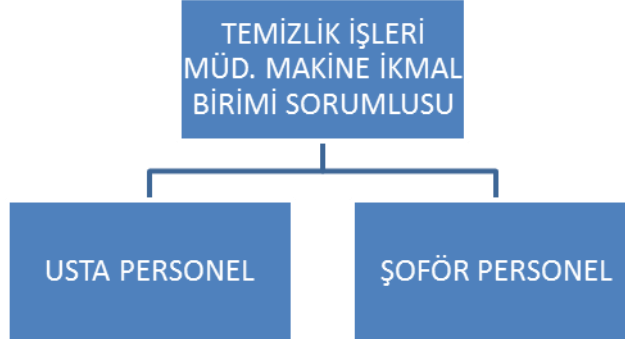 TEMİZLİK İŞLERİ
MÜD. MAKİNE İKMAL
BİRİMİ SORUMLUSU
USTA PERSONEL
ŞOFÖR PERSONEL